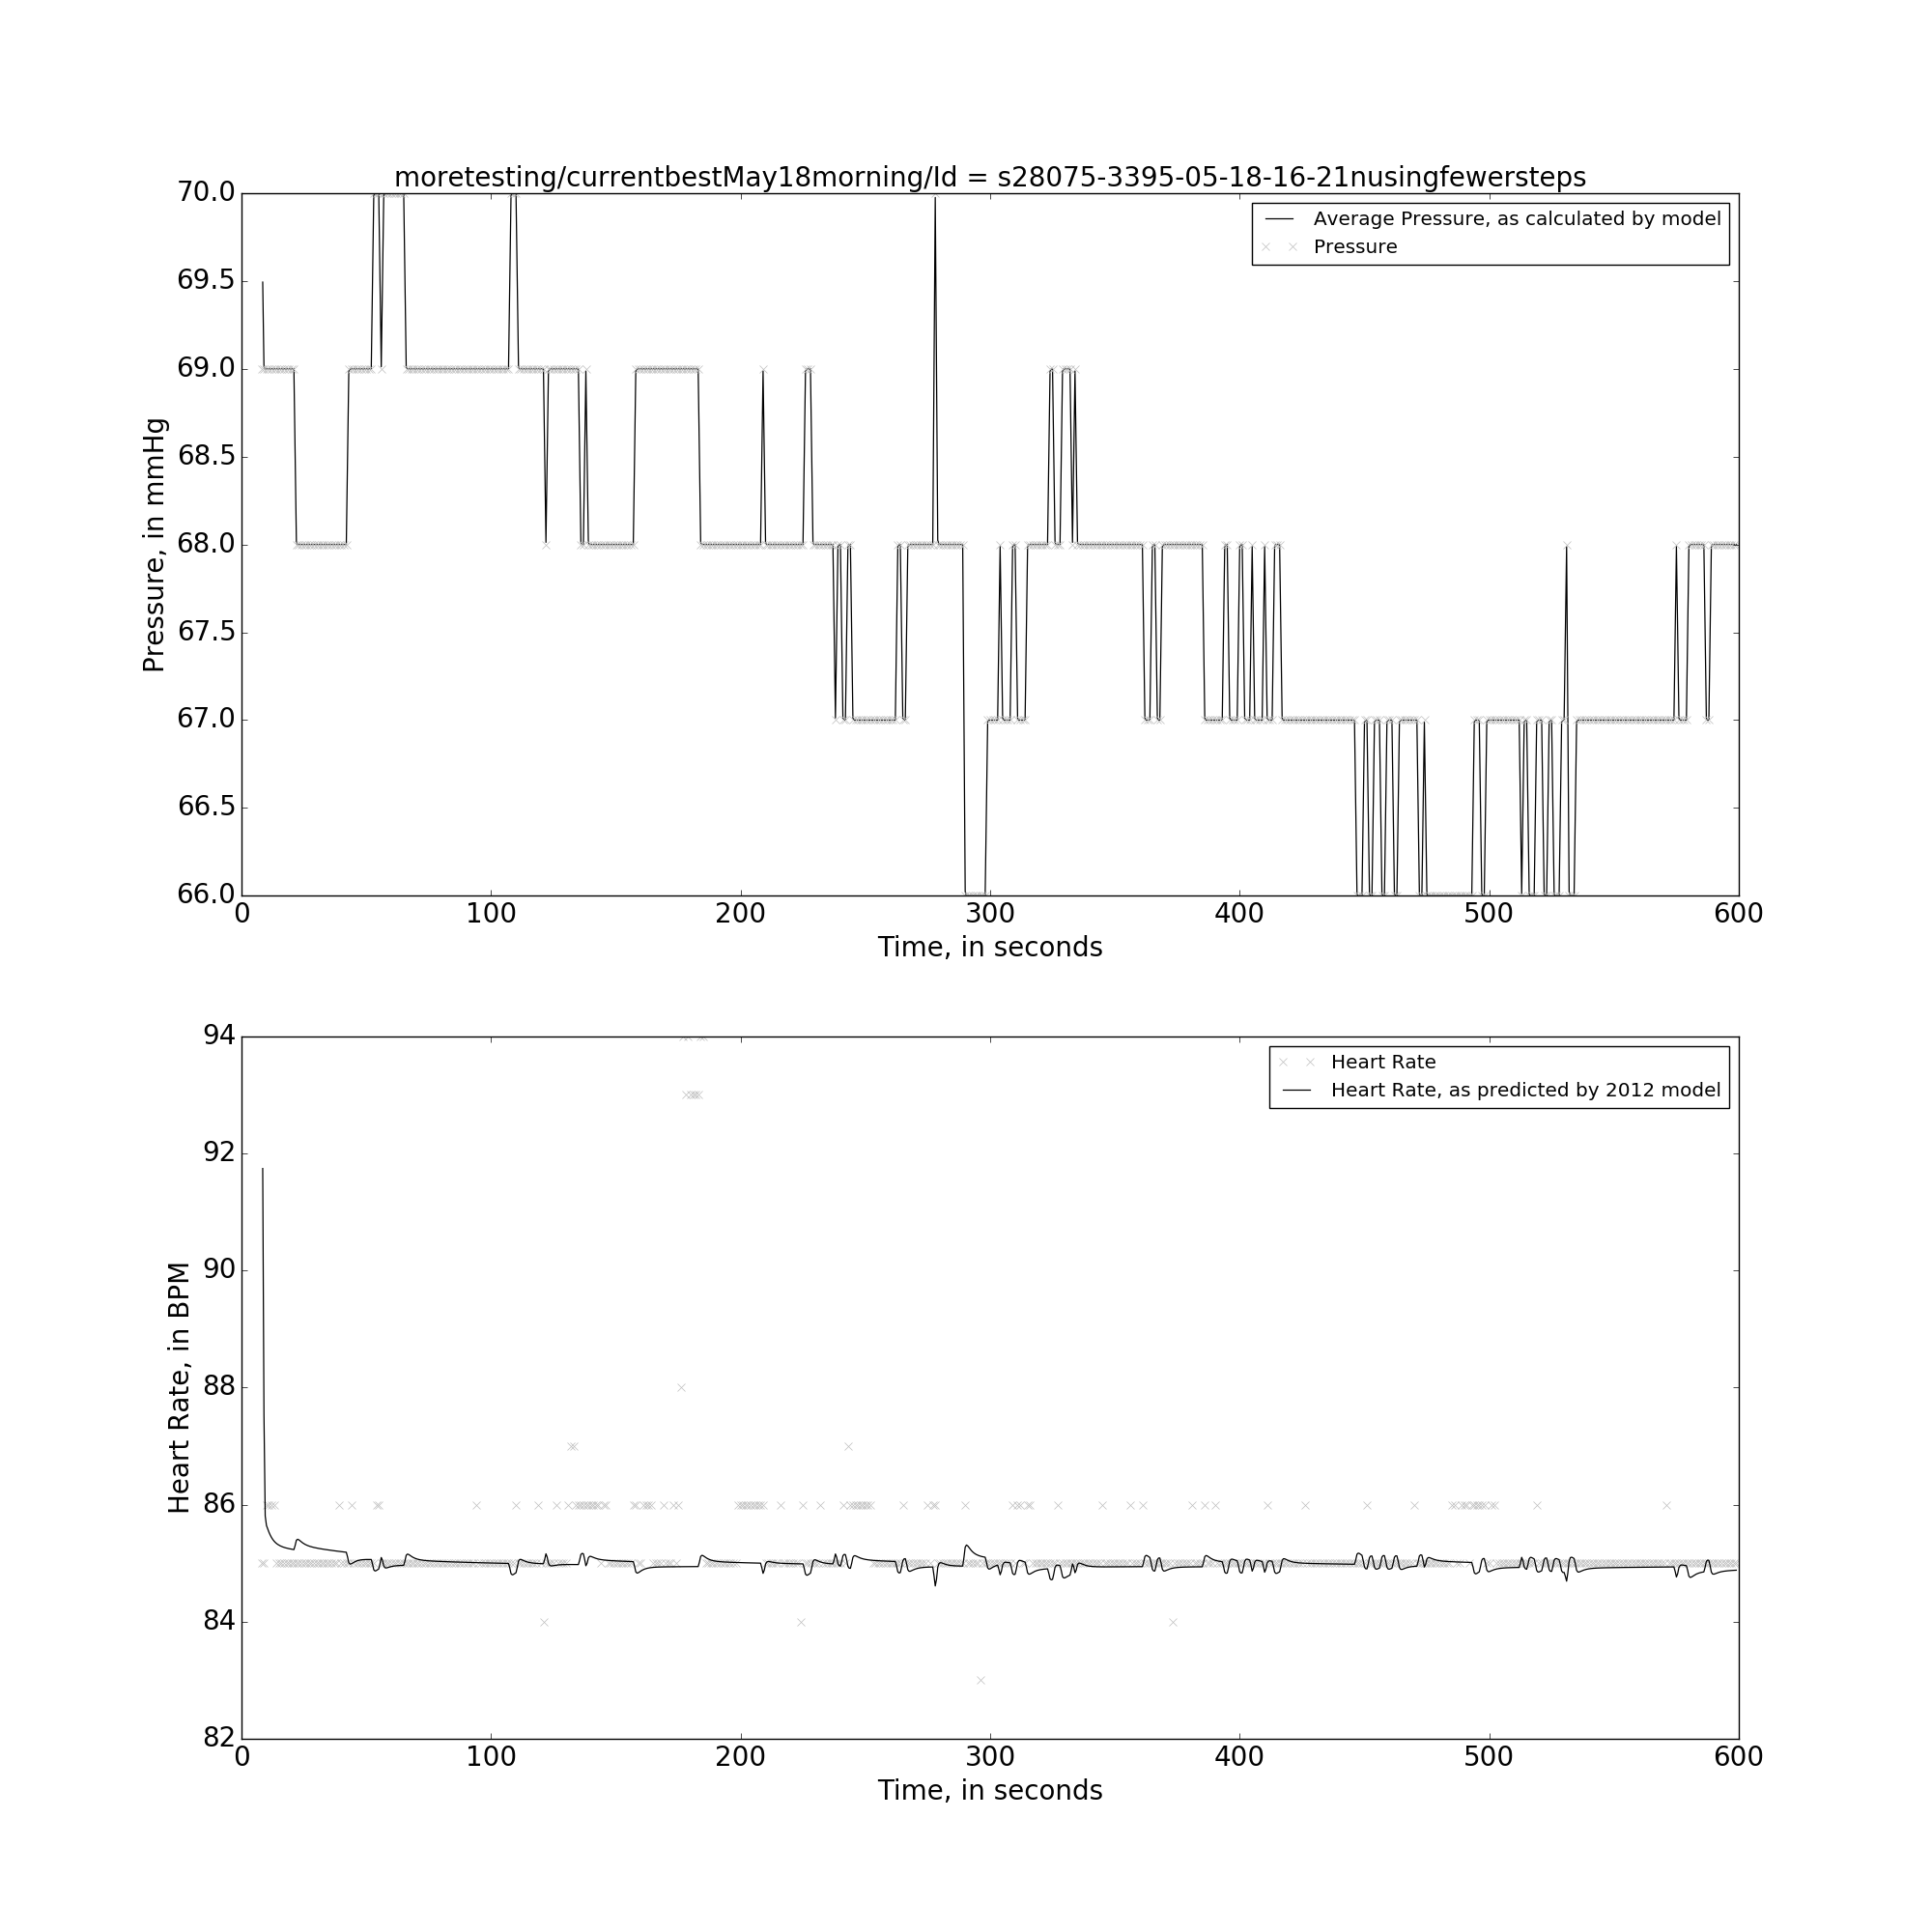 moretesting/currentbestMay18morning/Id = s28075-3395-05-18-16-21nusingfewersteps
70.0
69.5
69.0
68.5
68.0
67.5
67.0
66.5
66.0
Pressure, in mmHg
Average Pressure, as calculated by model
Pressure
0 100 200 300 400 500 600
Time, in seconds
94
92
90
88
86
84
82
Heart Rate, in BPM
Heart Rate
Heart Rate, as predicted by 2012 model
0 100 200 300 400 500 600
Time, in seconds